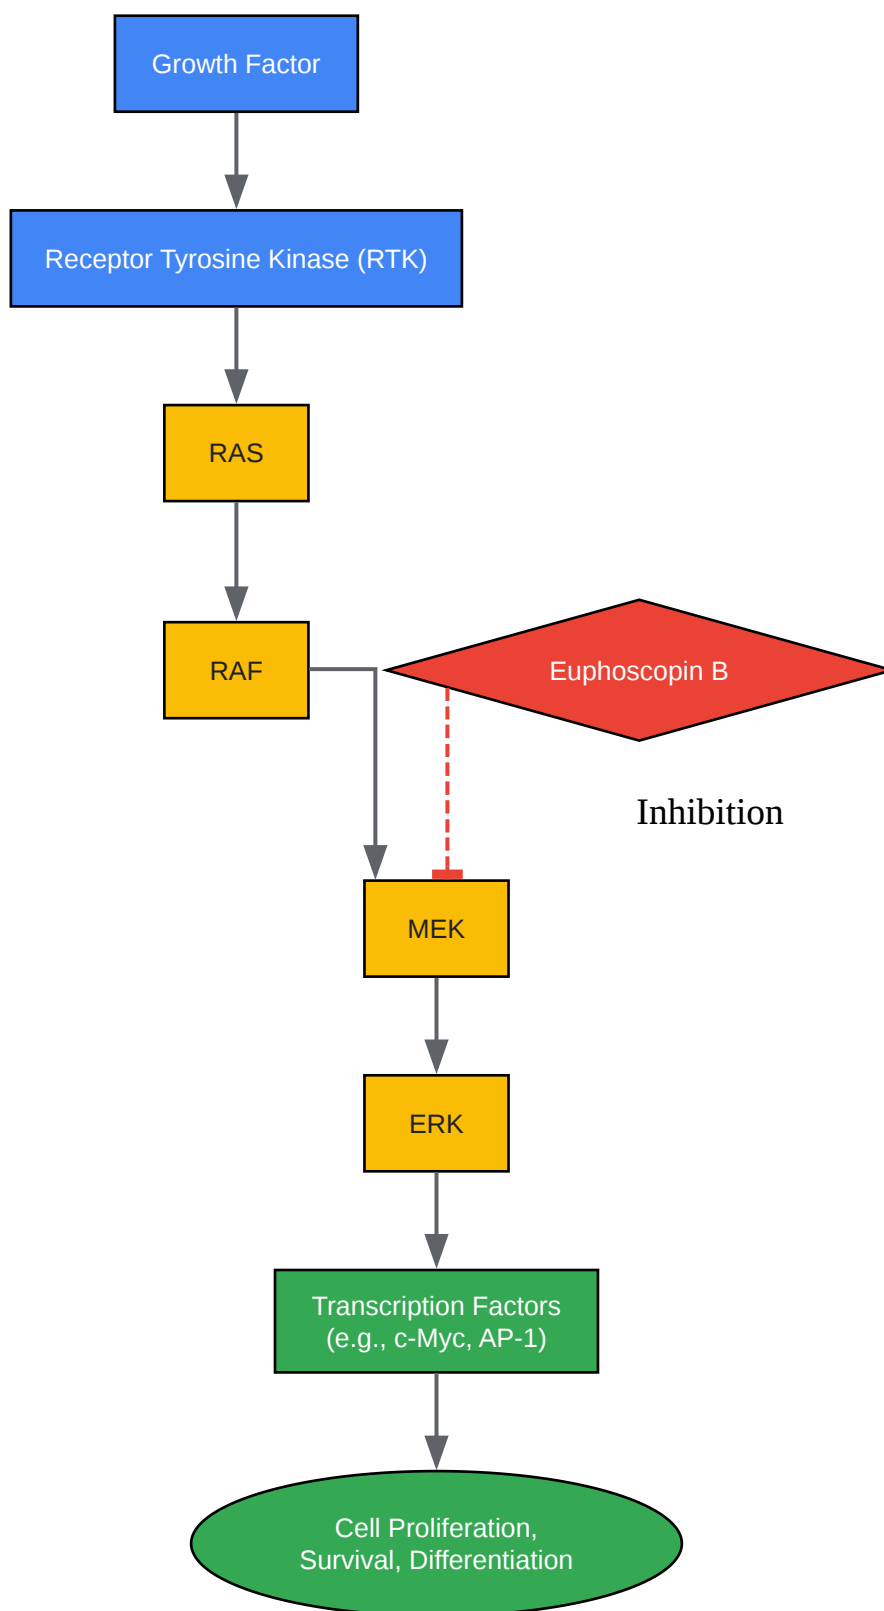 Growth Factor
Receptor Tyrosine Kinase (RTK)
RAS
RAF
Euphoscopin B
Inhibition
MEK
ERK
Transcription Factors
(e.g., c-Myc, AP-1)
Cell Proliferation,
Survival, Differentiation